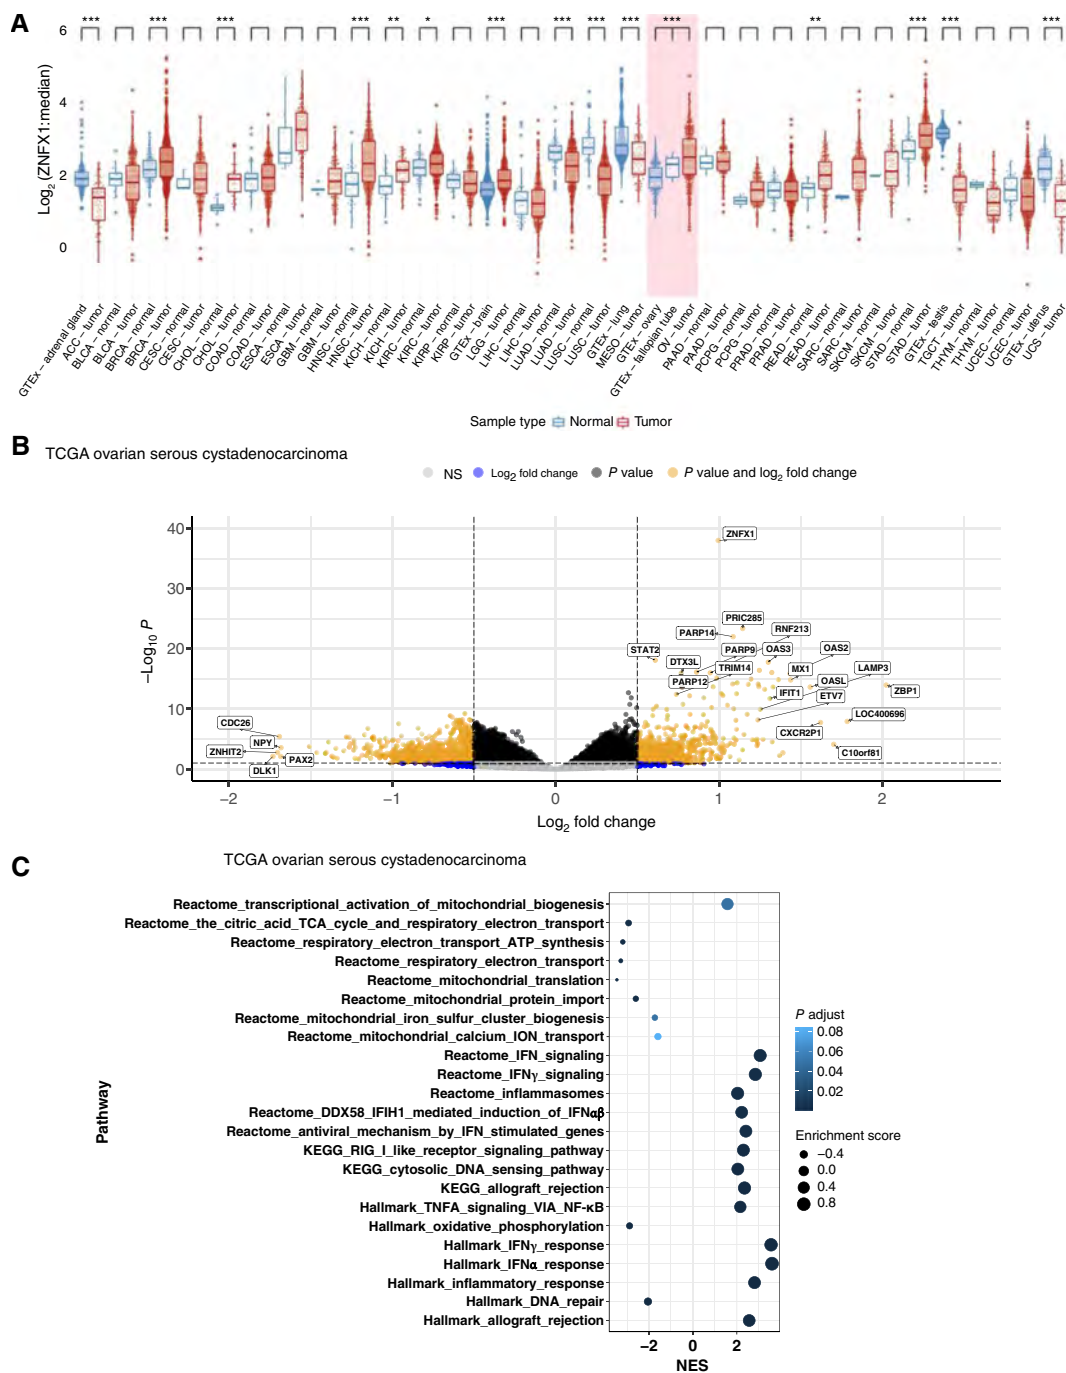 A
*** *** *** *** ** * *** *** *** *** *** ** *** *** ***
Log2 (ZNFX1:median)
6
4
2
0
GTEx – adrenal gland
ACC – tumor
BLCA – normal
BLCA – tumor
BRCA – normal
BRCA – tumor
CESC – normal
CESC – tumor
CHOL – normal
CHOL – tumor
COAD – normal
COAD – tumor
ESCA – normal
ESCA – tumor
GBM – normal
GBM – tumor
HNSC – normal
HNSC – tumor
KICH – normal
KICH – tumor
KIRC – normal
KIRC – tumor
KIRP – normal
KIRP – tumor
GTEx – brain
LGG – tumor
LIHC – normal
LIHC – tumor
LUAD – normal
LUAD – tumor
LUSC – normal
LUSC – tumor
GTEx – lung
MESO – tumor
GTEx – ovary
GTEx – fallopian tube
OV – tumor
PAAD – normal
PAAD – tumor
PCPG – normal
PCPG – tumor
PRAD – normal
PRAD – tumor
READ – normal
READ – tumor
SARC – normal
SARC – tumor
SKCM – normal
SKCM – tumor
STAD – normal
STAD – tumor
GTEx – testis
TGCT – tumor
THYM – normal
THYM – tumor
UCEC – normal
UCEC – tumor
GTEx – uterus
UCS – tumor
Sample type Normal Tumor
B
TCGA ovarian serous cystadenocarcinoma
NS Log2 fold change P value P value and log2 fold change
–Log10 P
40
30
20
10
0
ZNFX1
PRIC285
PARP14
RNF213
STAT2
PARP9
OAS3
OAS2
DTX3L
TRIM14
MX1
LAMP3
PARP12
OASL
ZBP1
IFIT1
ETV7
LOC400696
CXCR2P1
C10orf81
CDC26
NPY
ZNHIT2
PAX2
DLK1
−2
−1
0
1
2
Log2 fold change
C
TCGA ovarian serous cystadenocarcinoma
Pathway
Reactome_transcriptional_activation_of_mitochondrial_biogenesis
Reactome_the_citric_acid_TCA_cycle_and_respiratory_electron_transport
Reactome_respiratory_electron_transport_ATP_synthesis
Reactome_respiratory_electron_transport
Reactome_mitochondrial_translation
Reactome_mitochondrial_protein_import
Reactome_mitochondrial_iron_sulfur_cluster_biogenesis
Reactome_mitochondrial_calcium_ION_transport
Reactome_IFN_signaling
Reactome_IFNγ_signaling
Reactome_inflammasomes
Reactome_DDX58_IFIH1_mediated_induction_of_IFNαβ
Reactome_antiviral_mechanism_by_IFN_stimulated_genes
KEGG_RIG_I_like_receptor_signaling_pathway
KEGG_cytosolic_DNA_sensing_pathway
KEGG_allograft_rejection
Hallmark_TNFA_signaling_VIA_NF-κB
Hallmark_oxidative_phosphorylation
Hallmark_IFNγ_response
Hallmark_IFNα_response
Hallmark_inflammatory_response
Hallmark_DNA_repair
Hallmark_allograft_rejection
−2
0
2
NES
P adjust
0.08
0.06
0.04
0.02
Enrichment score
−0.4
0.0
0.4
0.8